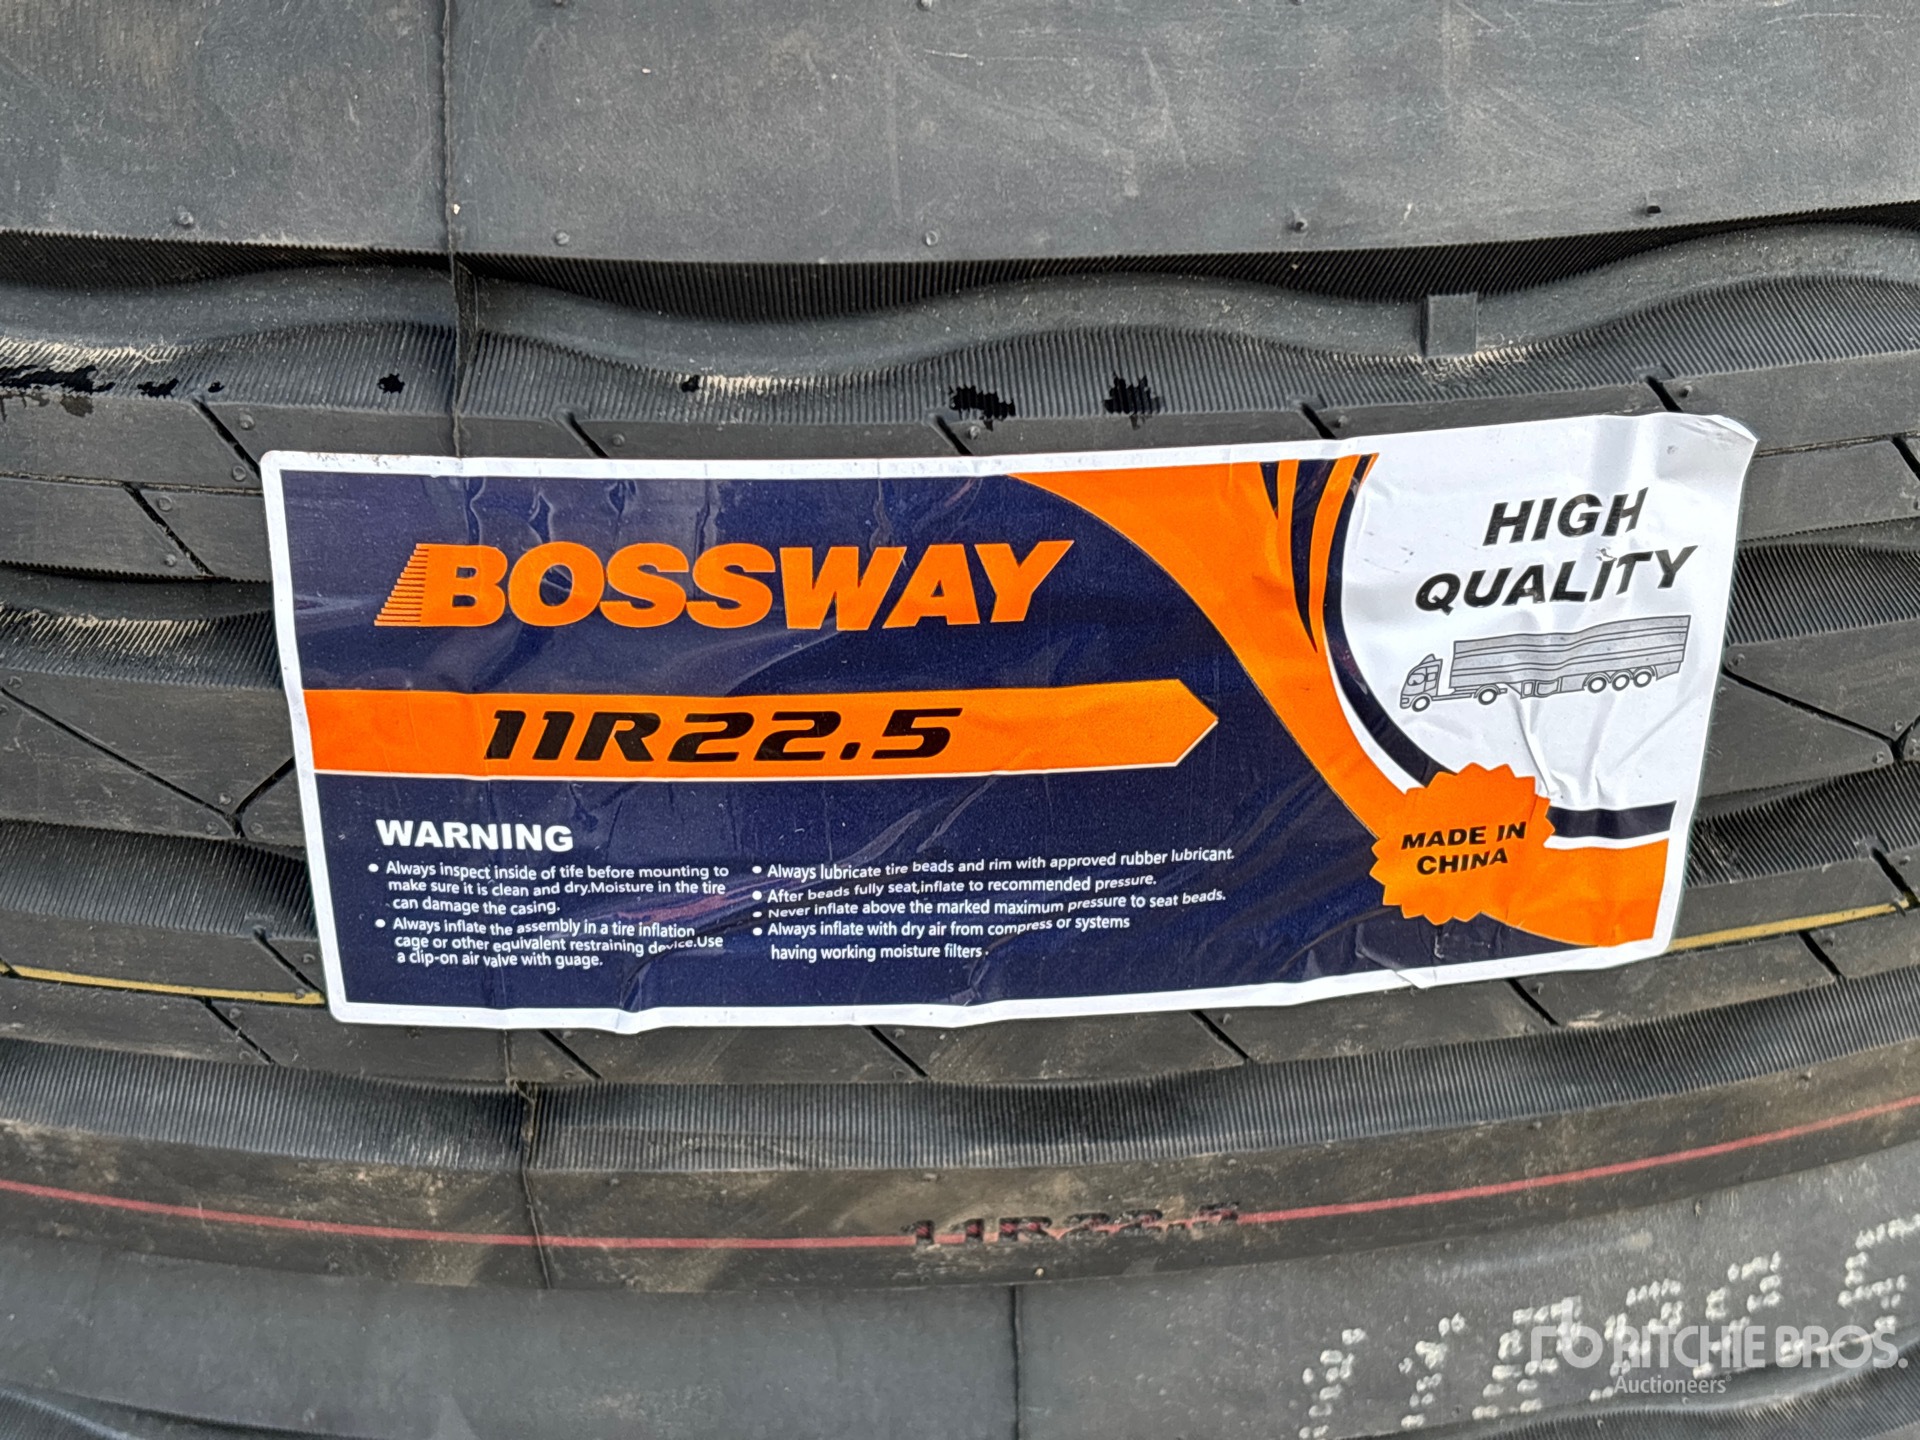 BOSSWAY
11R22.5
HIGH
QUALITY
MADE IN
CHINA
WARNING
• Always inspect inside of tife before mounting to
make sure it is clean and dry.Moisture in the tire
can damage the casing.
• Always inflate the assembly in a tire inflation
cage or other equivalent restraining device.Use
a clip-on air valve with guage.
• Always lubricate tire beads and rim with approved rubber lubricant.
• After beads fully seat,inflate to recommended pressure.
• Never inflate above the marked maximum pressure to seat beads.
• Always inflate with dry air from compress or systems
having working moisture filters.
11R22.5
RITCHIE BROS.
Auctioneers